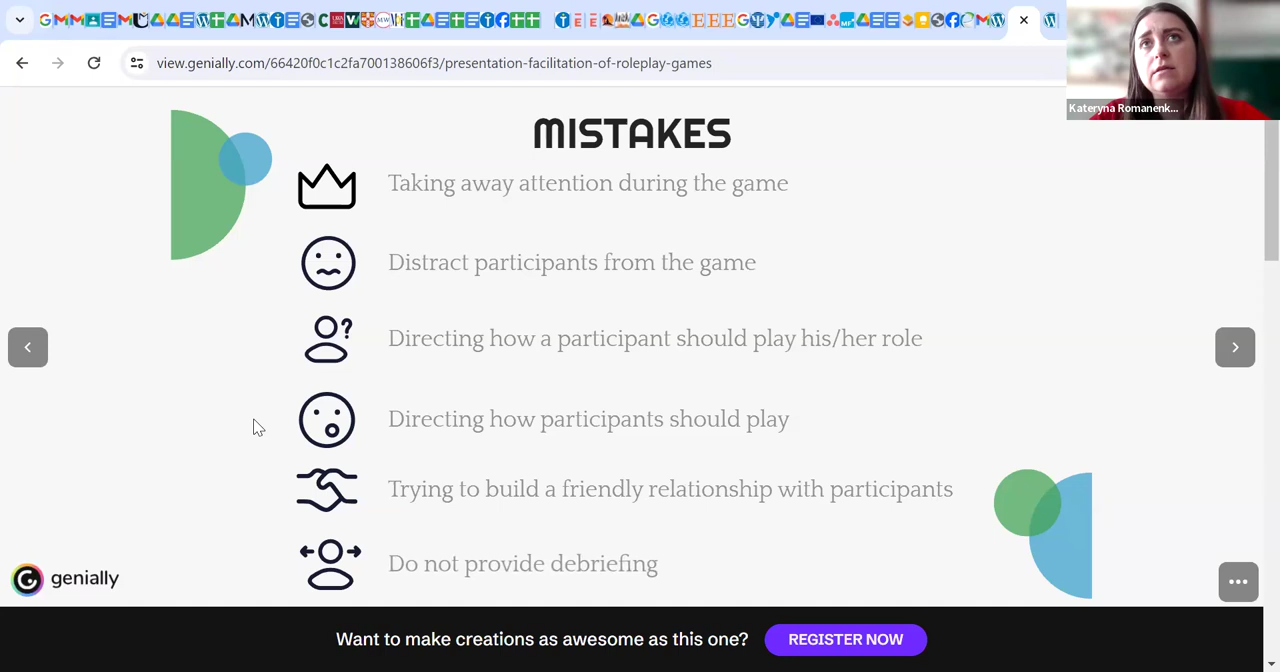 view.genially.com/66420f0c1c2fa700138606f3/presentation-facilitation-of-roleplay-games
Kateryna Romanenk...
MISTAKES
Taking away attention during the game
Distract participants from the game
Directing how a participant should play his/her role
Directing how participants should play
Trying to build a friendly relationship with participants
Do not provide debriefing
genially
Want to make creations as awesome as this one?
REGISTER NOW